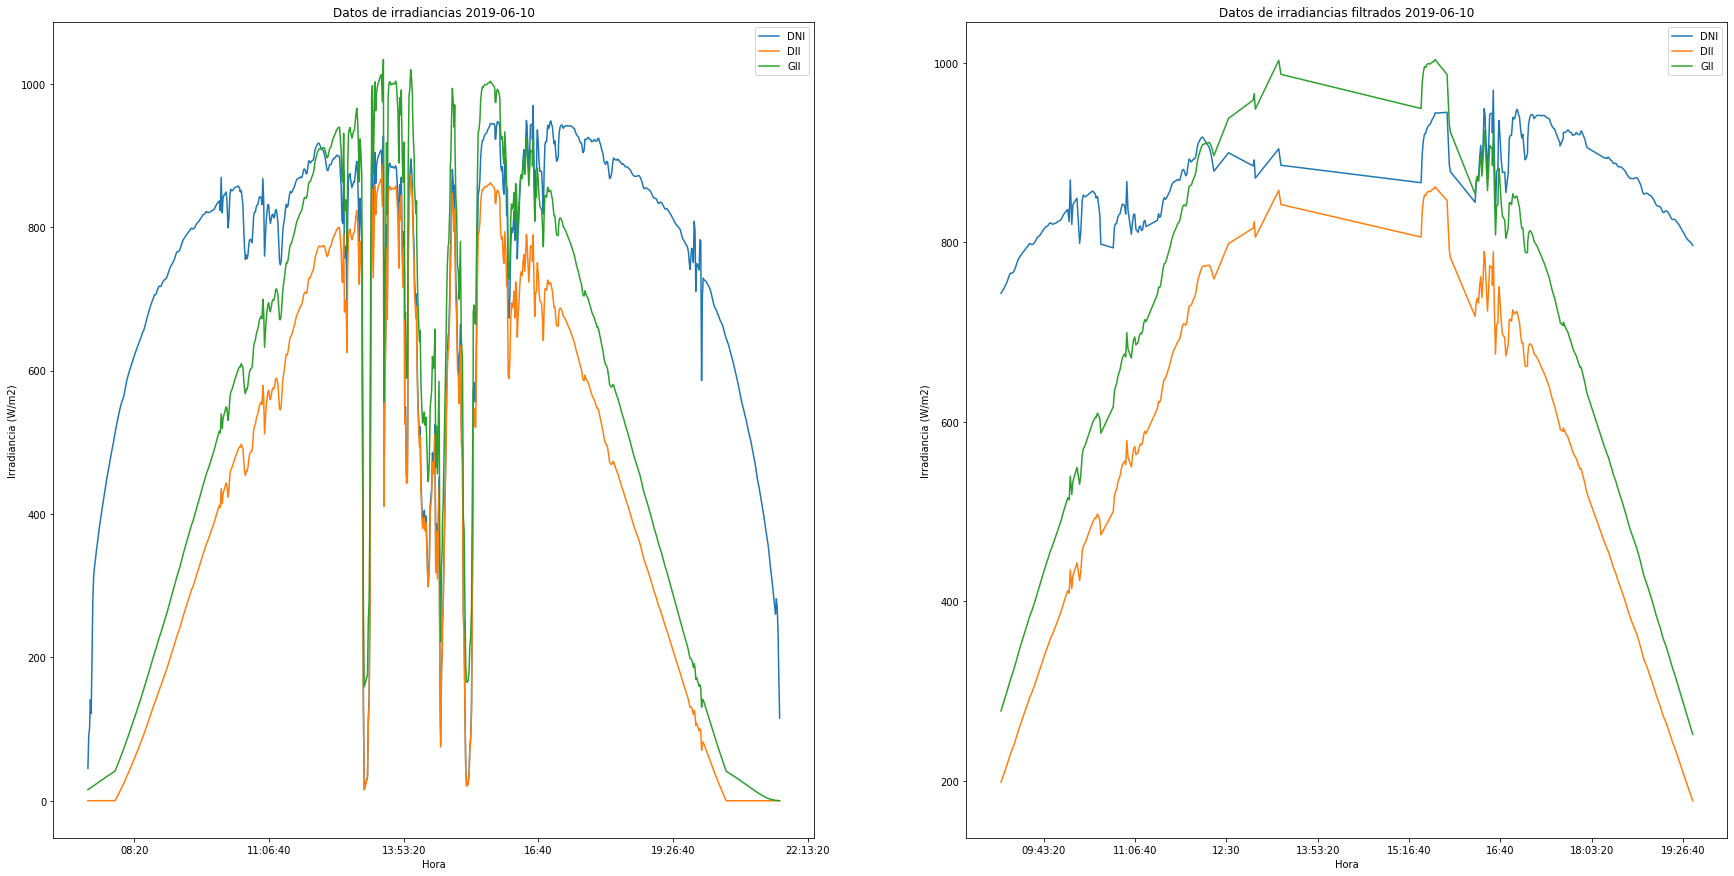 Datos de irradiancias 2019-06-10
DNI
DII
GII
Irradiancia (W/m2)
1000
800
600
400
200
0
08:20
11:06:40
13:53:20
16:40
19:26:40
22:13:20
Hora
Datos de irradiancias filtrados 2019-06-10
DNI
DII
GII
Irradiancia (W/m2)
1000
800
600
400
200
09:43:20
11:06:40
12:30
13:53:20
15:16:40
16:40
18:03:20
19:26:40
Hora